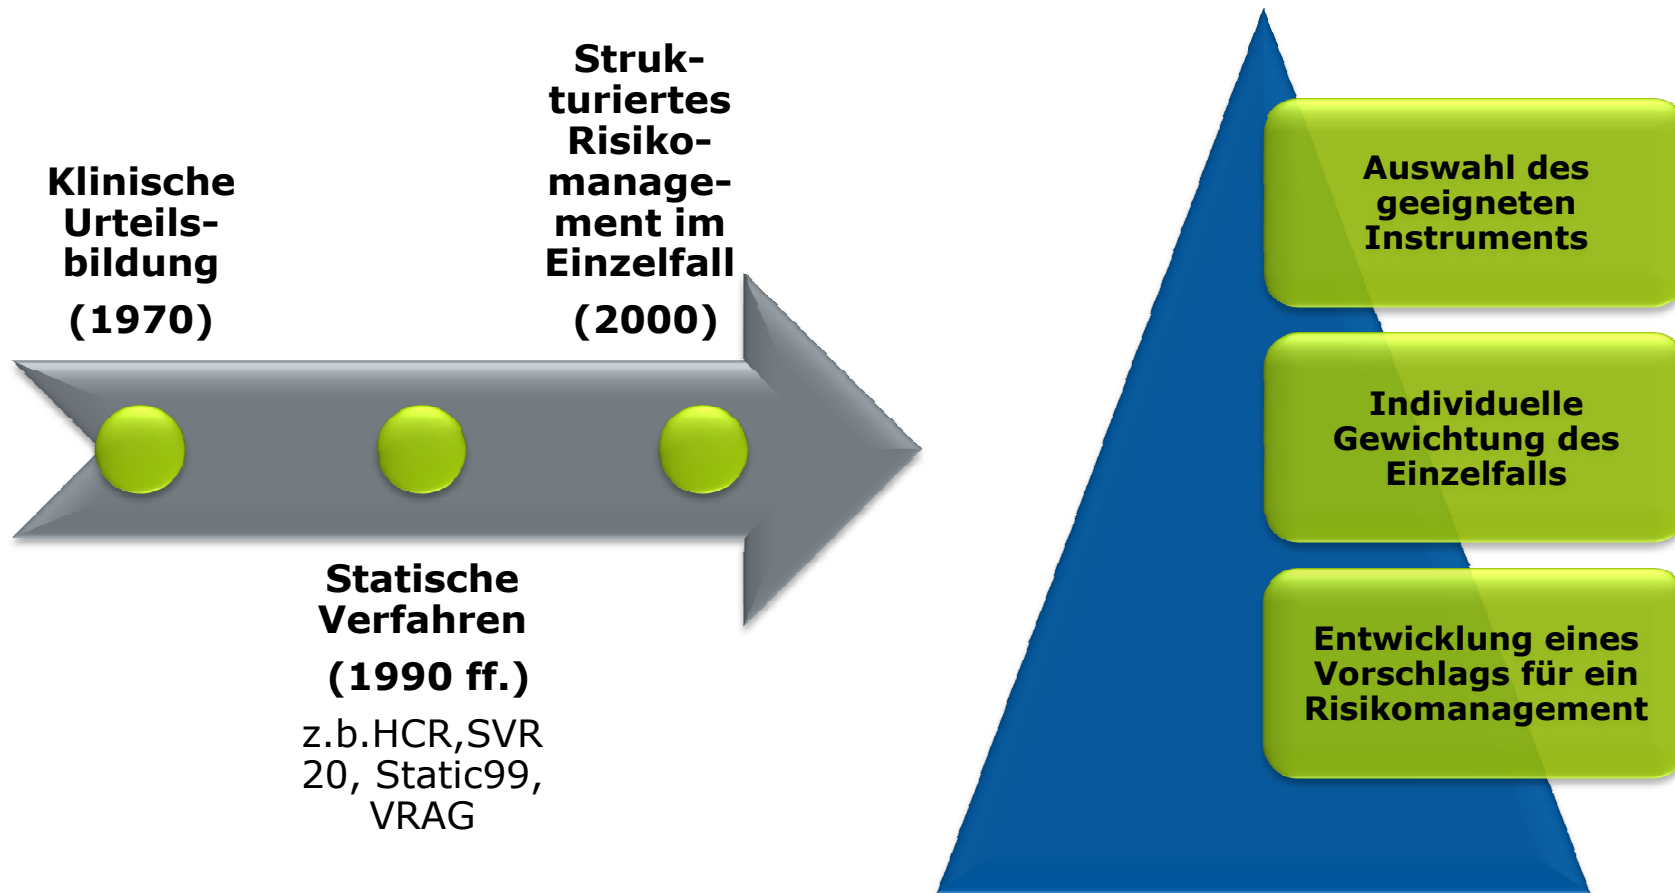 Klinische
Urteils-
bildung
(1970)
Statische
Verfahren
(1990 ff.)
z.b.HCR,SVR
20, Static99,
VRAG
Struk-
turiertes
Risiko-
manage-
ment im
Einzelfall
(2000)
Auswahl des
geeigneten
Instruments
Individuelle
Gewichtung des
Einzelfalls
Entwicklung eines
Vorschlags für ein
Risikomanagement